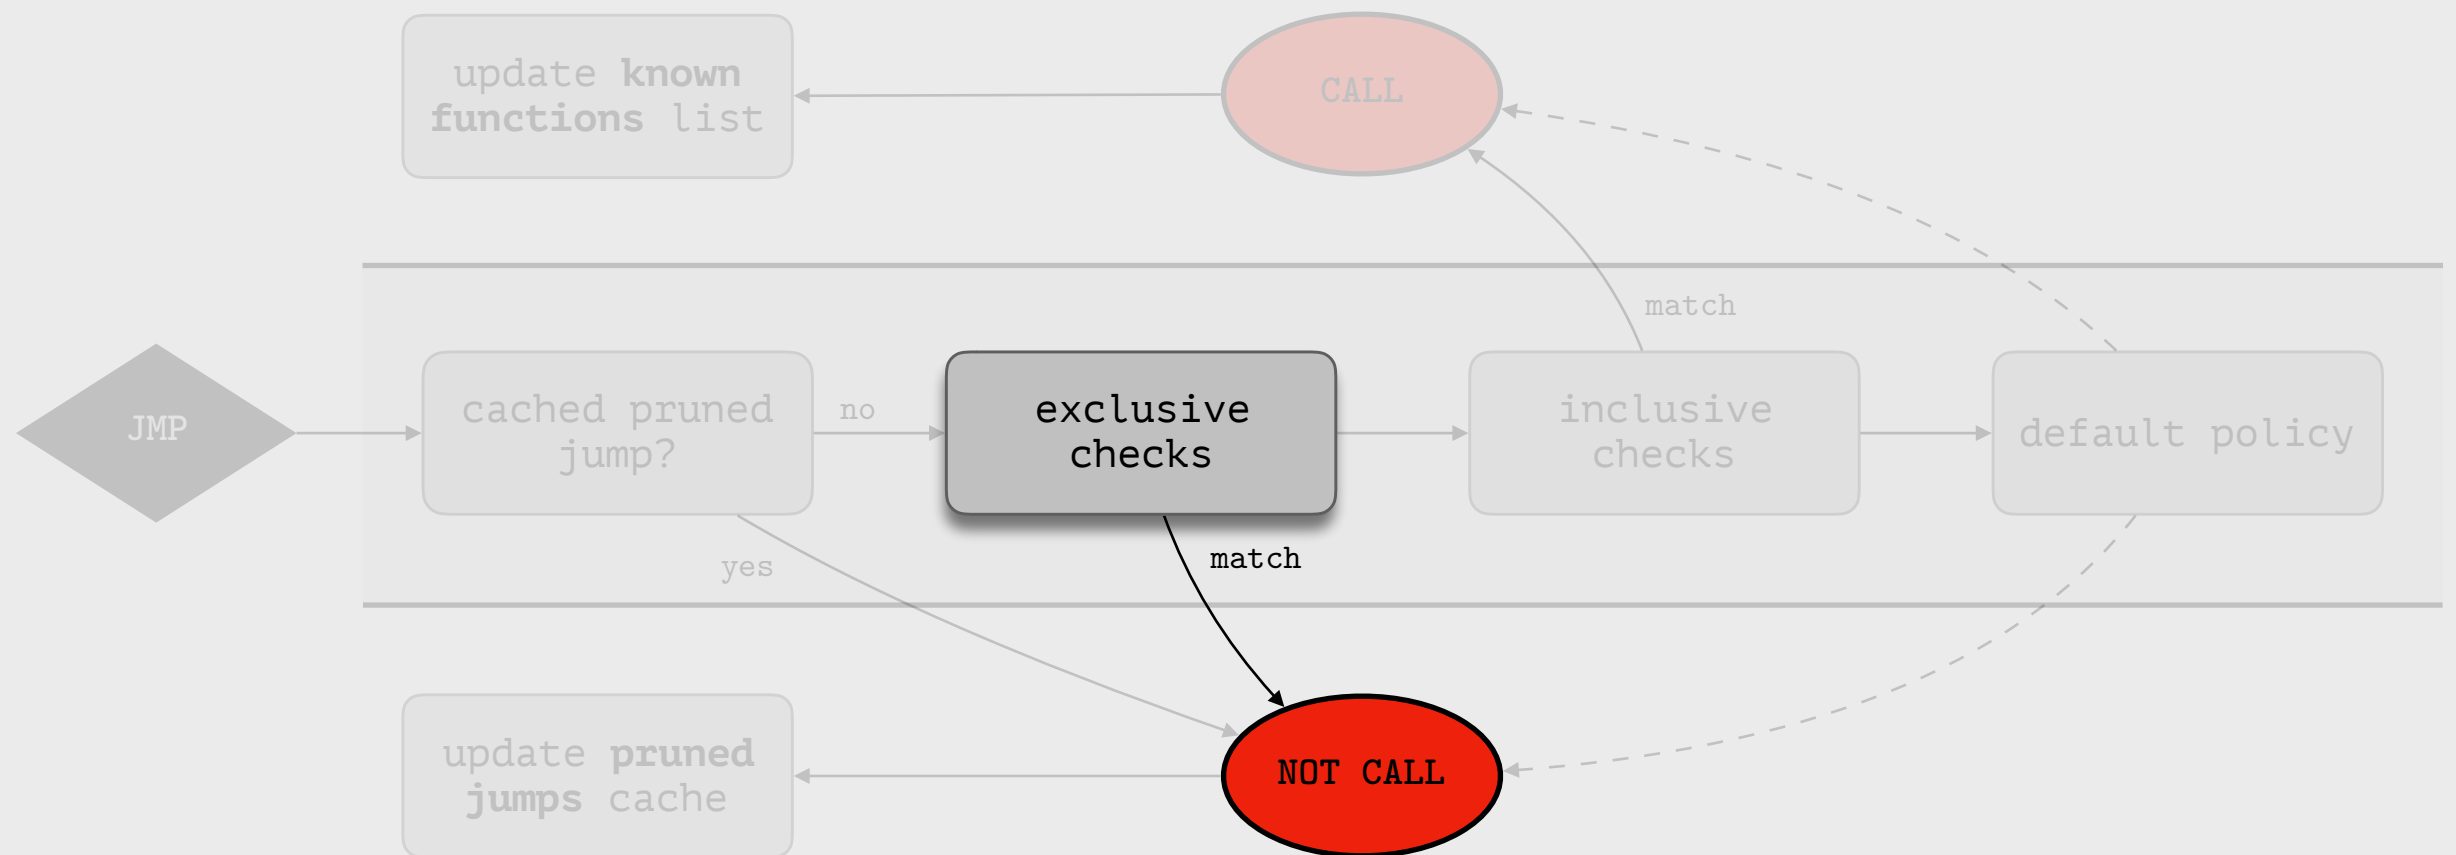 update known
functions list
CALL
match
JMP
cached pruned
jump?
no
exclusive
checks
inclusive
checks
default policy
yes
match
update pruned
jumps cache
NOT CALL